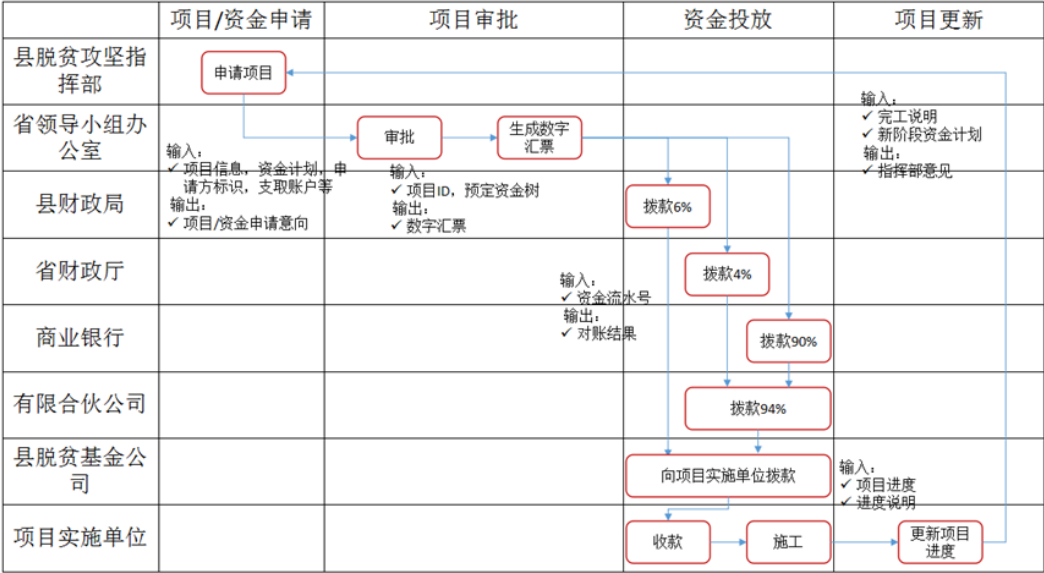 项目/资金申请
项目审批
资金投放
项目更新
县脱贫攻坚指
挥部
申请项目
省领导小组办
公室
审批
生成数字
汇票
输入：
✓ 完工说明
✓ 新阶段资金计划
输出：
✓ 指挥部意见
输入：
✓ 项目信息，资金计划，申
请方标识，支取账户等
输出：
✓ 项目/资金申请意向
输入：
✓ 项目ID，预定资金树
输出：
✓ 数字汇票
县财政局
拨款6%
省财政厅
拨款4%
输入：
✓ 资金流水号
输出：
✓ 对账结果
商业银行
拨款90%
有限合伙公司
拨款94%
县脱贫基金公
司
向项目实施单位拨款
输入：
✓ 项目进度
✓ 进度说明
项目实施单位
收款
施工
更新项目
进度